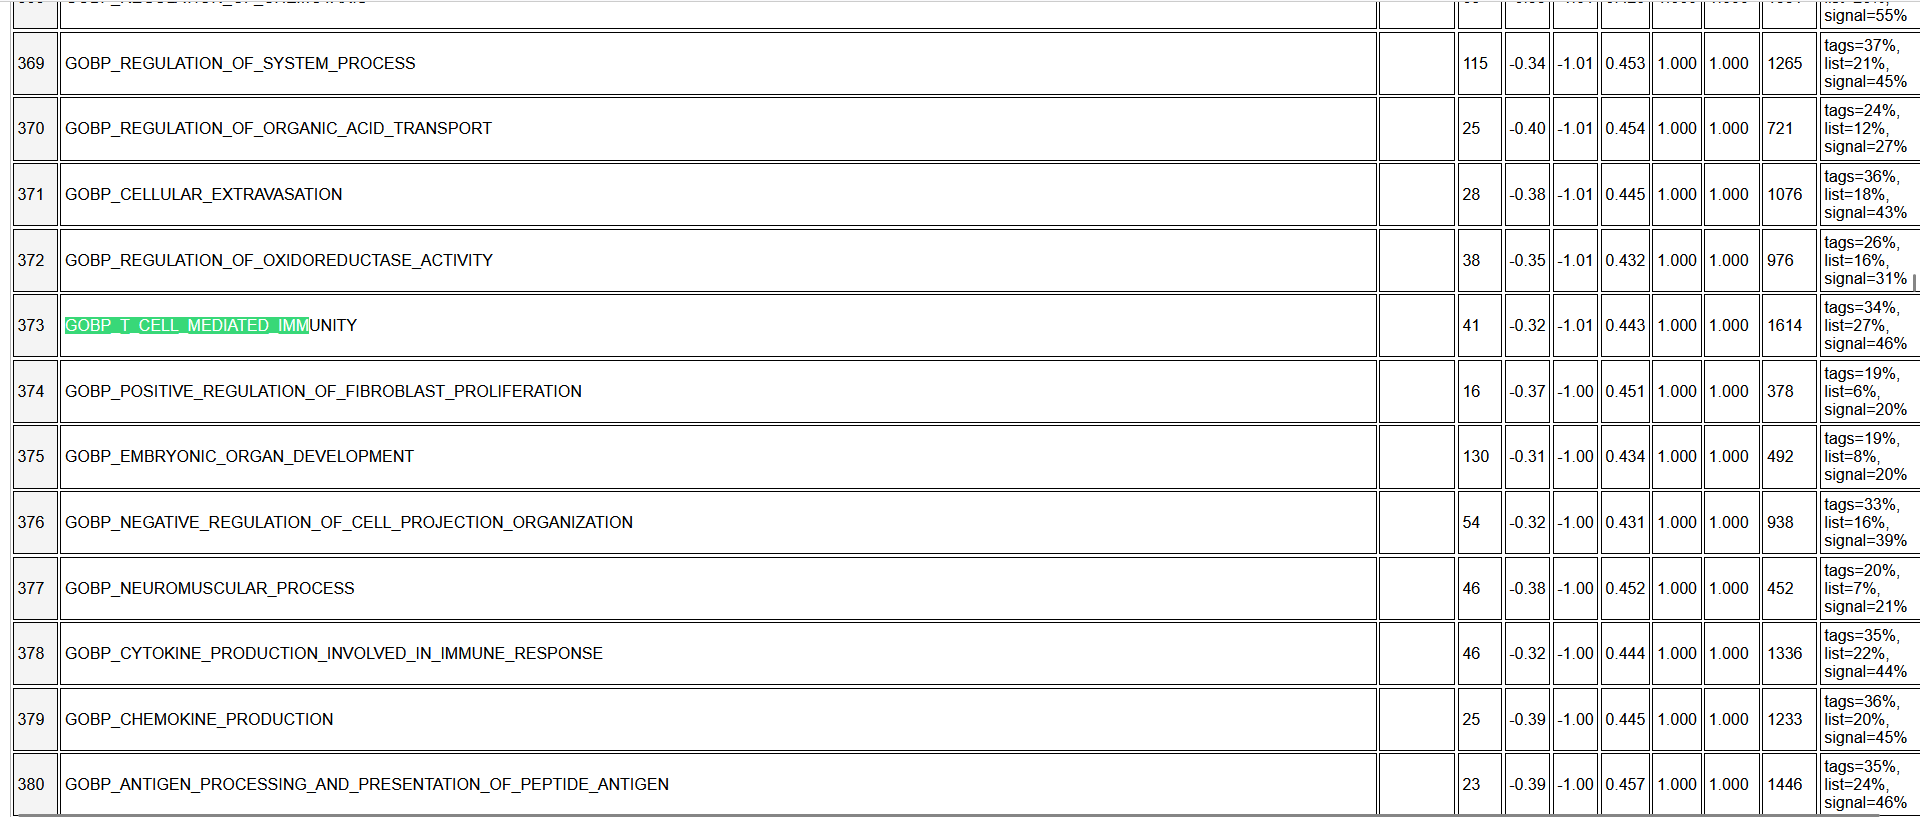 signal=55%
369 GOBP_REGULATION_OF_SYSTEM_PROCESS 115 -0.34 -1.01 0.453 1.000 1.000 1265 tags=37%,
list=21%,
signal=45%
370 GOBP_REGULATION_OF_ORGANIC_ACID_TRANSPORT 25 -0.40 -1.01 0.454 1.000 1.000 721 tags=24%,
list=12%,
signal=27%
371 GOBP_CELLULAR_EXTRAVASATION 28 -0.38 -1.01 0.445 1.000 1.000 1076 tags=36%,
list=18%,
signal=43%
372 GOBP_REGULATION_OF_OXIDOREDUCTASE_ACTIVITY 38 -0.35 -1.01 0.432 1.000 1.000 976 tags=26%,
list=16%,
signal=31%
373 GOBP_T_CELL_MEDIATED_IMMUNITY 41 -0.32 -1.01 0.443 1.000 1.000 1614 tags=34%,
list=27%,
signal=46%
374 GOBP_POSITIVE_REGULATION_OF_FIBROBLAST_PROLIFERATION 16 -0.37 -1.00 0.451 1.000 1.000 378 tags=19%,
list=6%,
signal=20%
375 GOBP_EMBRYONIC_ORGAN_DEVELOPMENT 130 -0.31 -1.00 0.434 1.000 1.000 492 tags=19%,
list=8%,
signal=20%
376 GOBP_NEGATIVE_REGULATION_OF_CELL_PROJECTION_ORGANIZATION 54 -0.32 -1.00 0.431 1.000 1.000 938 tags=33%,
list=16%,
signal=39%
377 GOBP_NEUROMUSCULAR_PROCESS 46 -0.38 -1.00 0.452 1.000 1.000 452 tags=20%,
list=7%,
signal=21%
378 GOBP_CYTOKINE_PRODUCTION_INVOLVED_IN_IMMUNE_RESPONSE 46 -0.32 -1.00 0.444 1.000 1.000 1336 tags=35%,
list=22%,
signal=44%
379 GOBP_CHEMOKINE_PRODUCTION 25 -0.39 -1.00 0.445 1.000 1.000 1233 tags=36%,
list=20%,
signal=45%
380 GOBP_ANTIGEN_PROCESSING_AND_PRESENTATION_OF_PEPTIDE_ANTIGEN 23 -0.39 -1.00 0.457 1.000 1.000 1446 tags=35%,
list=24%,
signal=46%